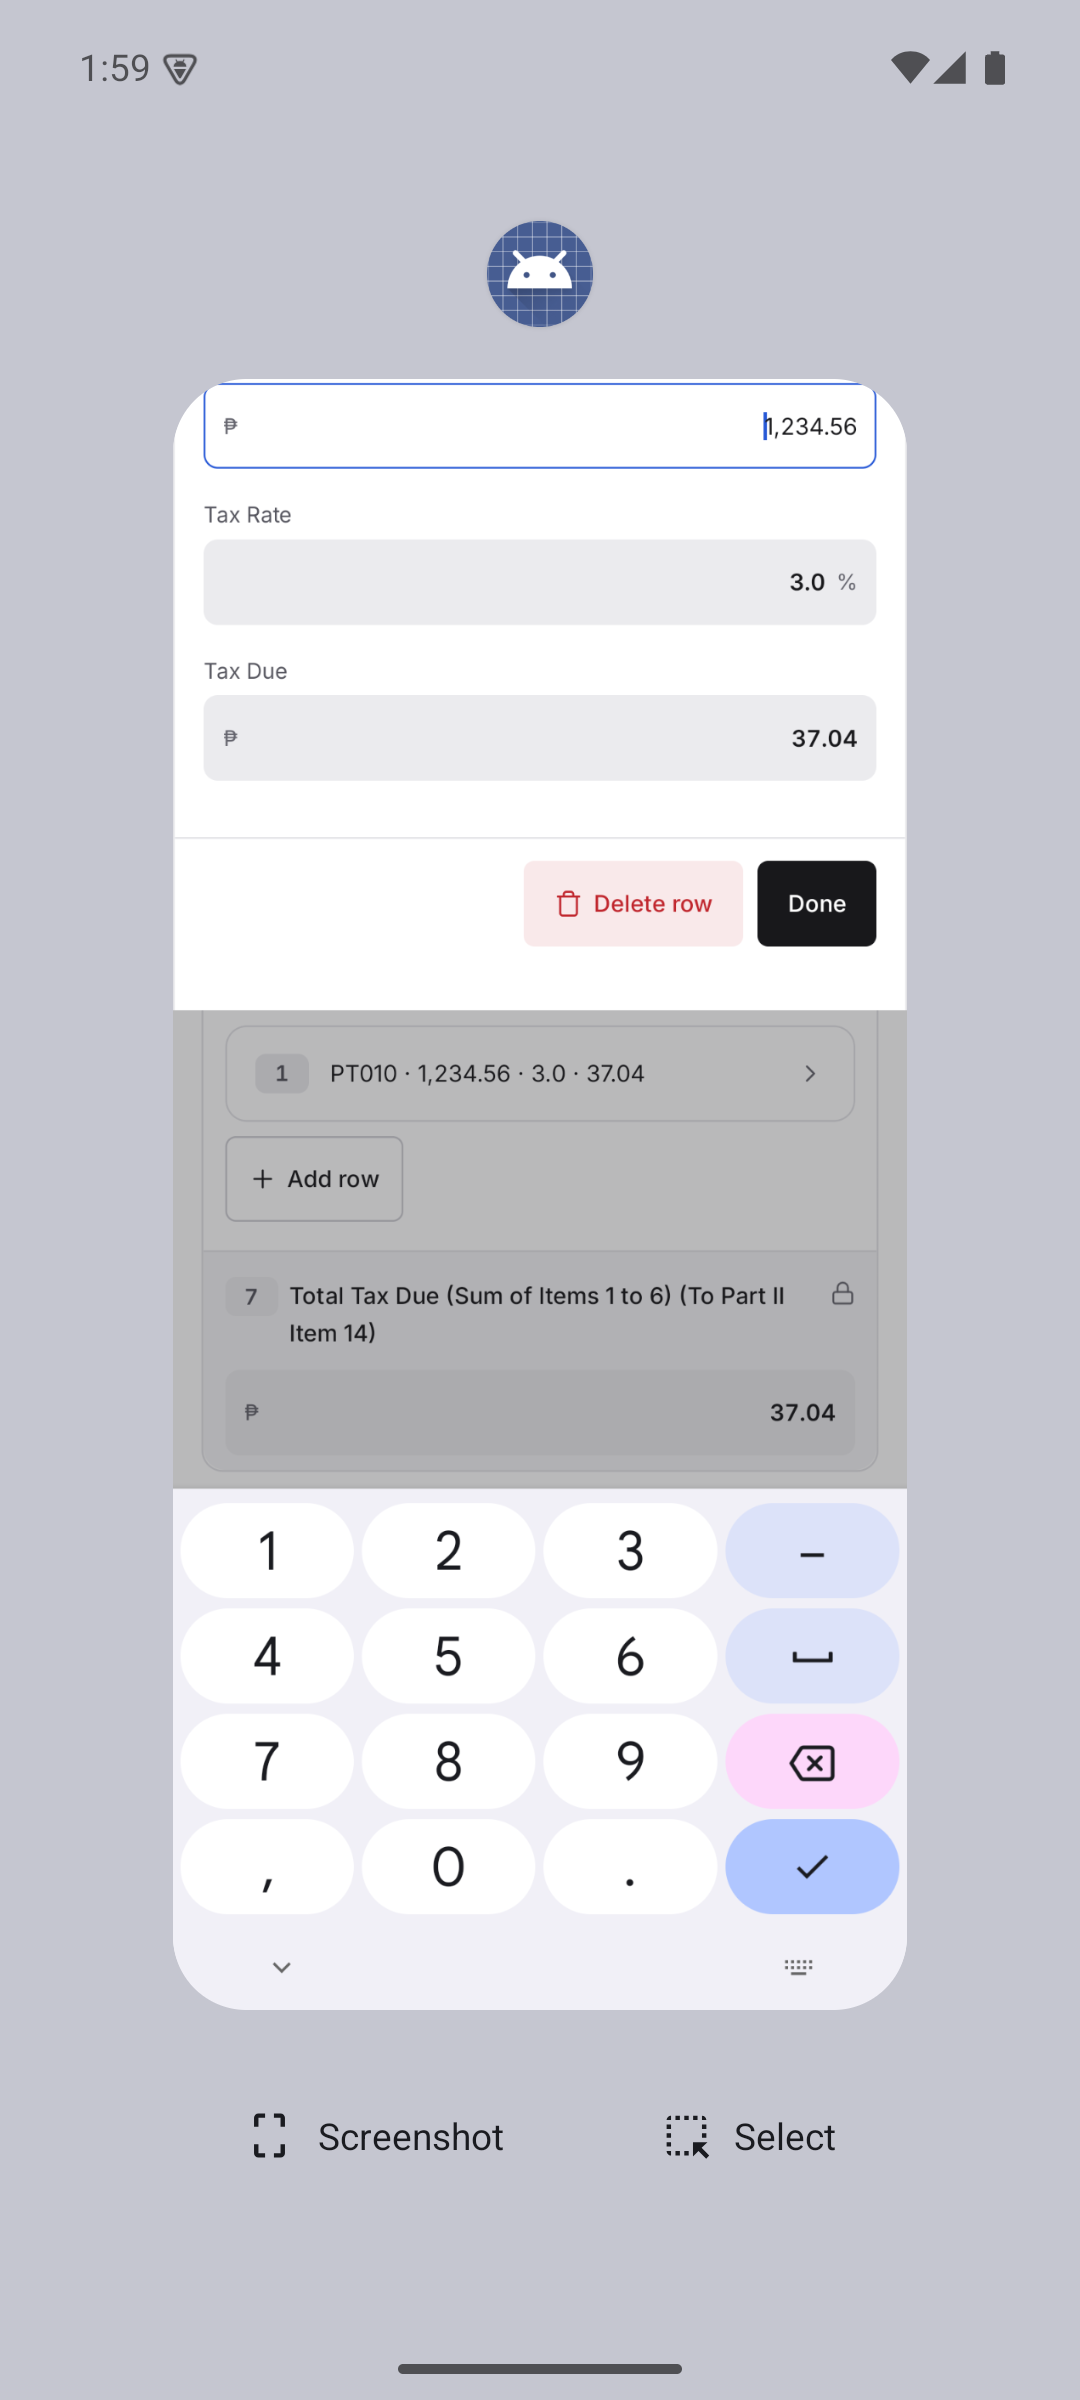 1:59
₱ 1,234.56
Tax Rate
3.0 %
Tax Due
₱ 37.04
Delete row
Done
1 PT010 · 1,234.56 · 3.0 · 37.04
+ Add row
7 Total Tax Due (Sum of Items 1 to 6) (To Part II
Item 14)
₱ 37.04
1 2 3 –
4 5 6
7 8 9
, 0 .
Screenshot
Select